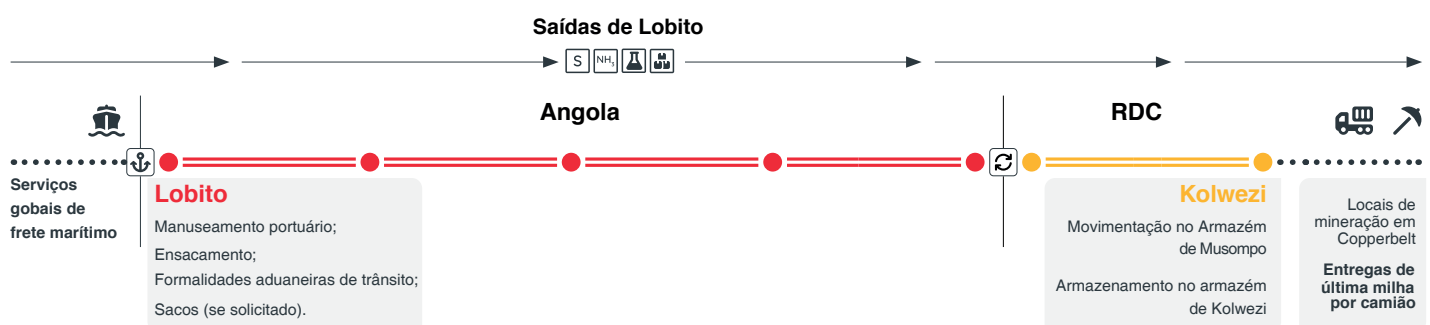 Saídas de Lobito
S NH₃
Angola
RDC
Serviços
gobais de
frete marítimo
Lobito
Manuseamento portuário;
Ensacamento;
Formalidades aduaneiras de trânsito;
Sacos (se solicitado).
Kolwezi
Movimentação no Armazém
de Musompo
Armazenamento no armazém
de Kolwezi
Locais de
mineração em
Copperbelt
Entregas de
última milha
por camião